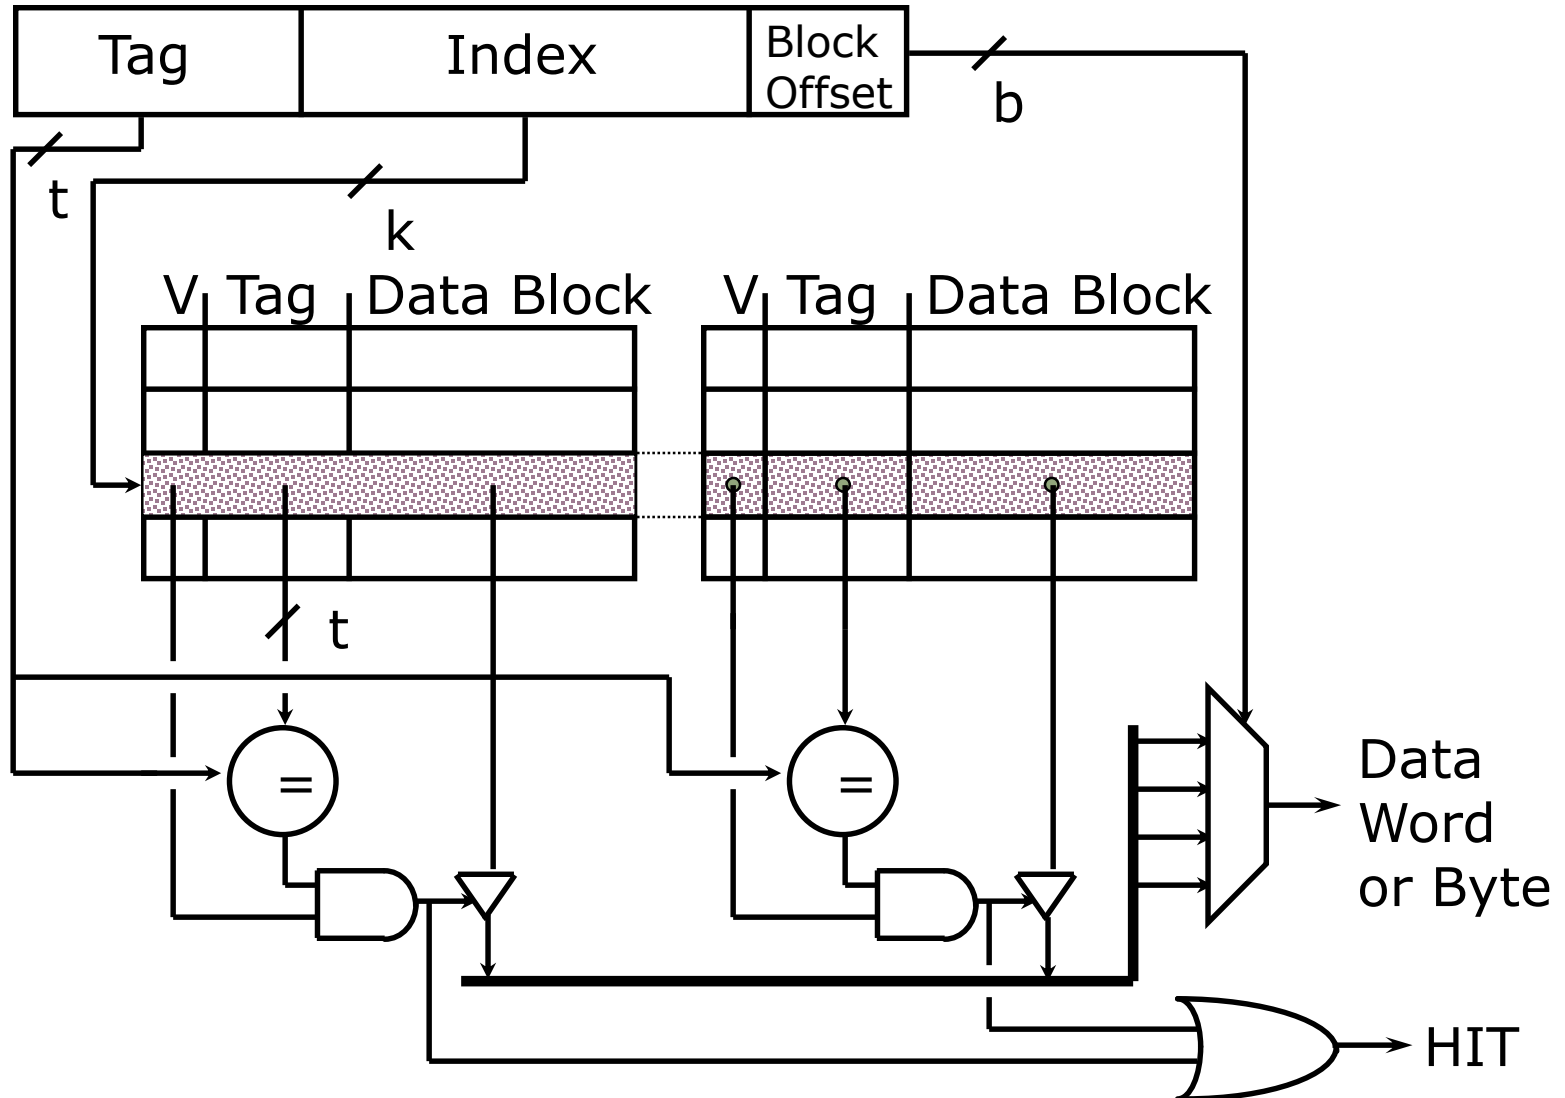 Tag Index Block
Offset
b
t
k
V Tag Data Block V Tag Data Block
t
= =
Data
Word
or Byte
HIT